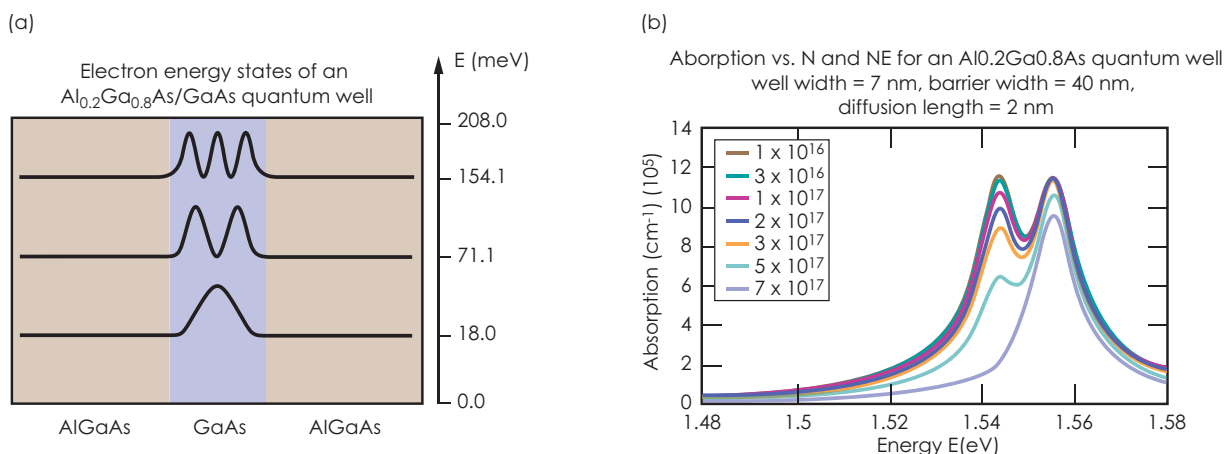 (a)
Electron energy states of an
Al0.2Ga0.8As/GaAs quantum well
E (meV)
208.0
154.1
71.1
18.0
0.0
AlGaAs GaAs AlGaAs
(b)
Aborption vs. N and NE for an Al0.2Ga0.8As quantum well
well width = 7 nm, barrier width = 40 nm,
diffusion length = 2 nm
Absorption (cm-1) (10⁵)
14
12
10
8
6
4
2
0
1 x 10¹⁶
3 x 10¹⁶
1 x 10¹⁷
2 x 10¹⁷
3 x 10¹⁷
5 x 10¹⁷
7 x 10¹⁷
1.48 1.5 1.52 1.54 1.56 1.58
Energy E(eV)